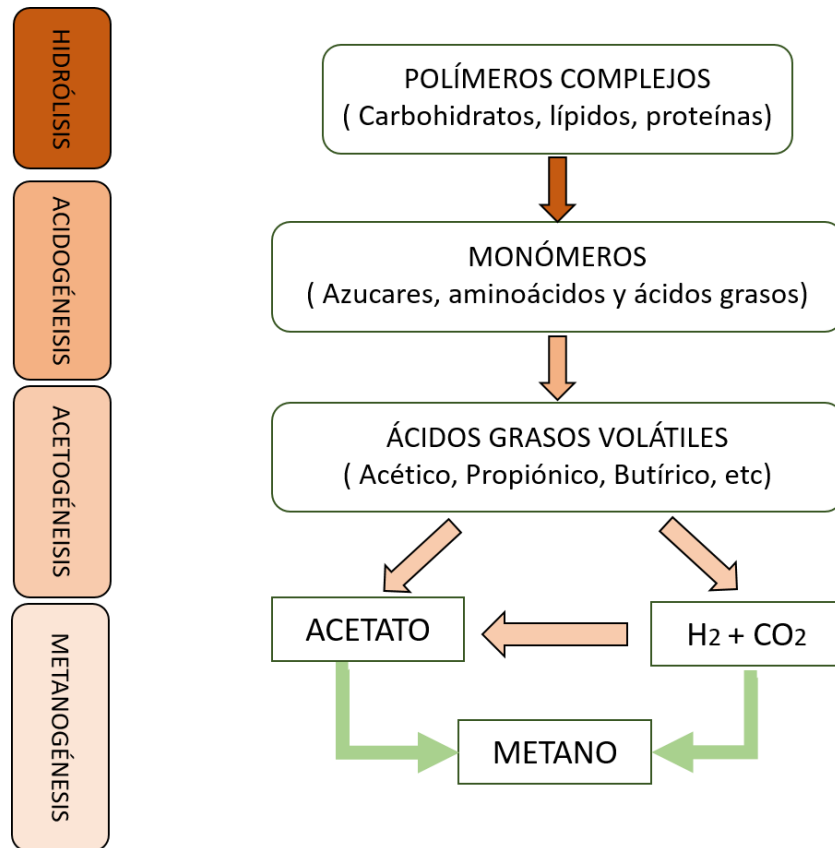 HIDRÓLISIS
POLÍMEROS COMPLEJOS
( Carbohidratos, lípidos, proteínas)
ACIDOGÉNEISIS
MONÓMEROS
( Azucares, aminoácidos y ácidos grasos)
ACETOGÉNEISIS
ÁCIDOS GRASOS VOLÁTILES
( Acético, Propiónico, Butírico, etc)
METANOGÉNESIS
ACETATO
H2 + CO2
METANO